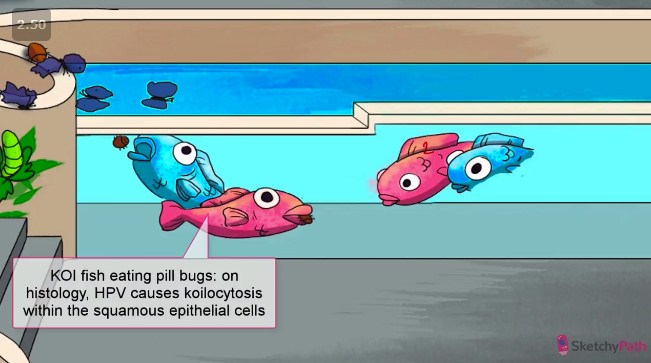 2.50
KOI fish eating pill bugs: on
histology, HPV causes koilocytosis
within the squamous epithelial cells
SketchyPath